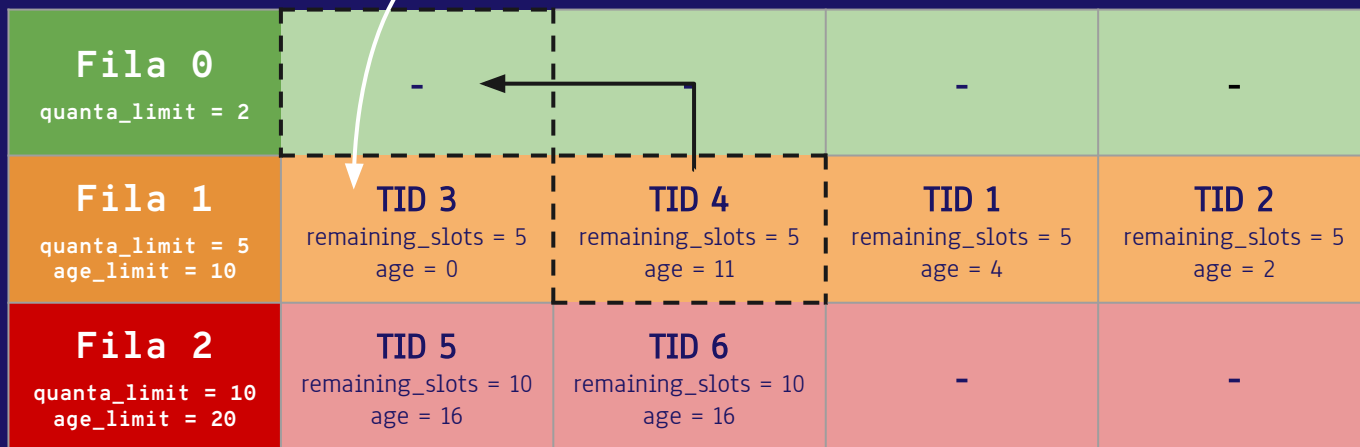 Fila 0
quanta_limit = 2
-
-
-
-
Fila 1
quanta_limit = 5
age_limit = 10
TID 3
remaining_slots = 5
age = 0
TID 4
remaining_slots = 5
age = 11
TID 1
remaining_slots = 5
age = 4
TID 2
remaining_slots = 5
age = 2
Fila 2
quanta_limit = 10
age_limit = 20
TID 5
remaining_slots = 10
age = 16
TID 6
remaining_slots = 10
age = 16
-
-